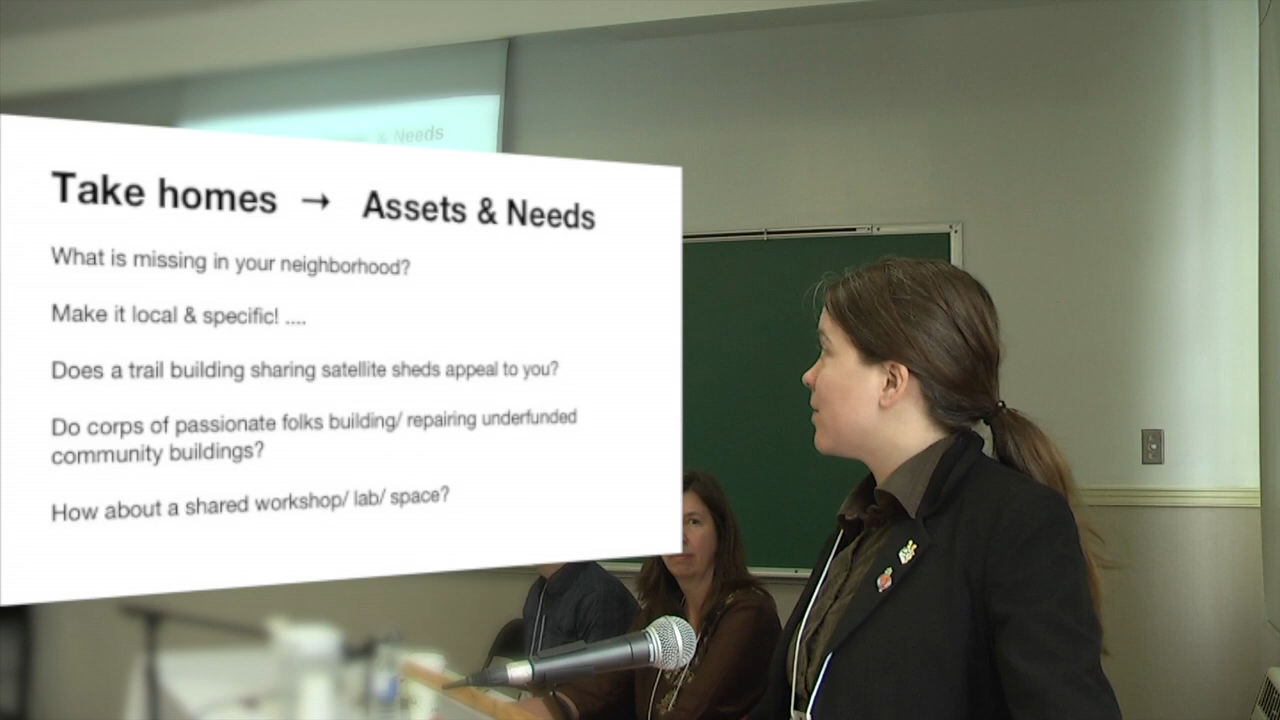 & Needs
Take homes → Assets & Needs
What is missing in your neighborhood?
Make it local & specific! ....
Does a trail building sharing satellite sheds appeal to you?
Do corps of passionate folks building/ repairing underfunded
community buildings?
How about a shared workshop/ lab/ space?